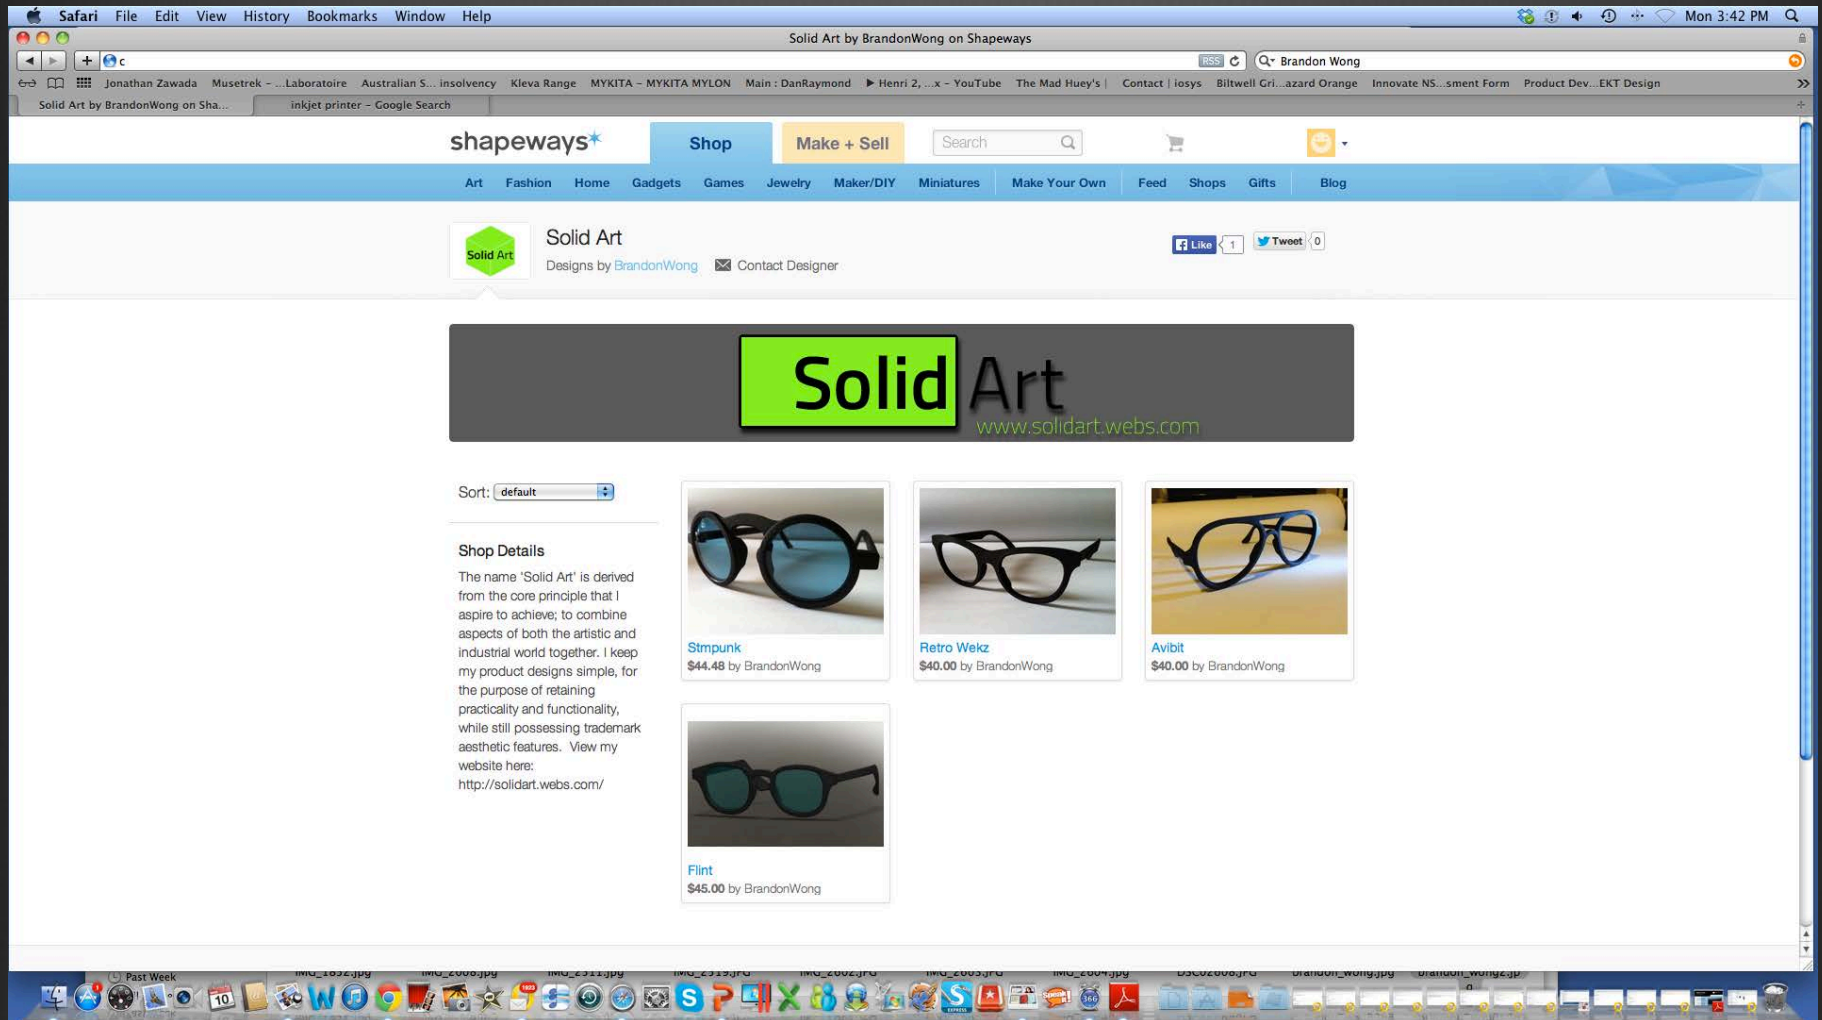 Safari File Edit View History Bookmarks Window Help Mon 3:42 PM
Solid Art by BrandonWong on Shapeways
c RSS Brandon Wong
Jonathan Zawada Musetrek – ...Laboratoire Australian S... insolvency Kleva Range MYKITA – MYKITA MYLON Main : DanRaymond ▶ Henri 2, ...x – YouTube The Mad Huey's | Contact | iosys Biltwell Gri...azard Orange Innovate NS...sment Form Product Dev...EKT Design
Solid Art by BrandonWong on Sha... inkjet printer – Google Search
shapeways Shop Make + Sell Search
Art Fashion Home Gadgets Games Jewelry Maker/DIY Miniatures Make Your Own Feed Shops Gifts Blog
Solid Art
Solid Art
Designs by BrandonWong Contact Designer
Like 1 Tweet 0
Solid Art
www.solidart.webs.com
Sort: default
Shop Details
The name 'Solid Art' is derived
from the core principle that I
aspire to achieve; to combine
aspects of both the artistic and
industrial world together. I keep
my product designs simple, for
the purpose of retaining
practicality and functionality,
while still possessing trademark
aesthetic features. View my
website here:
http://solidart.webs.com/
Stmpunk
$44.48 by BrandonWong
Retro Wekz
$40.00 by BrandonWong
Avibit
$40.00 by BrandonWong
Flint
$45.00 by BrandonWong
Past Week